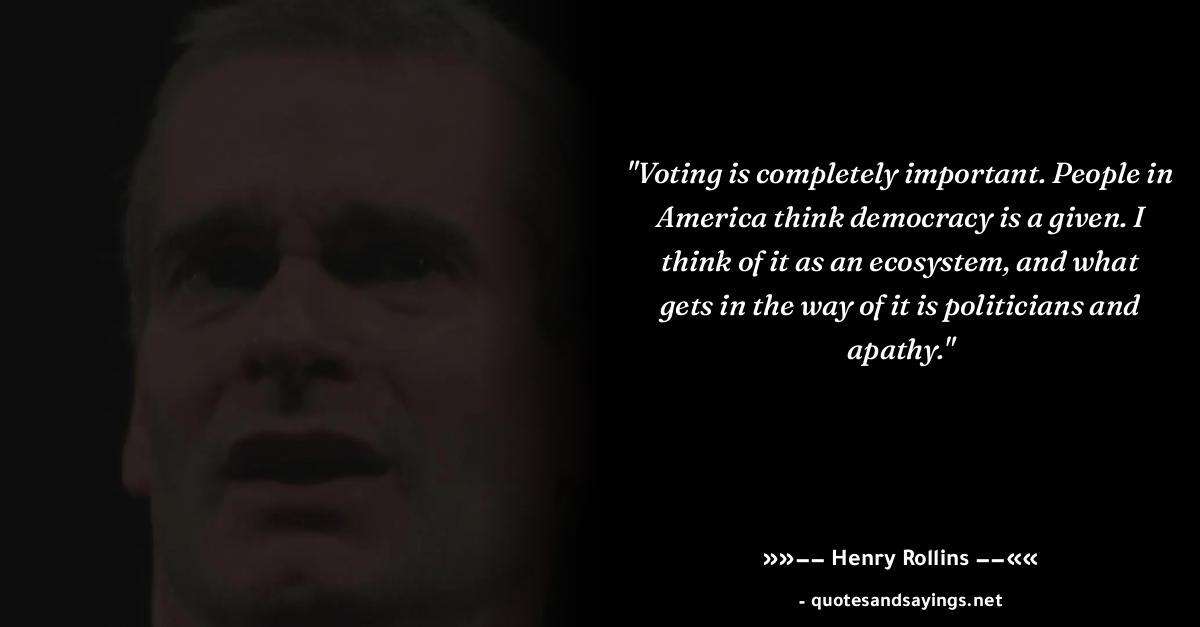 "Voting is completely important. People in
America think democracy is a given. I
think of it as an ecosystem, and what
gets in the way of it is politicians and
apathy."
»»−− Henry Rollins −−««
- quotesandsayings.net